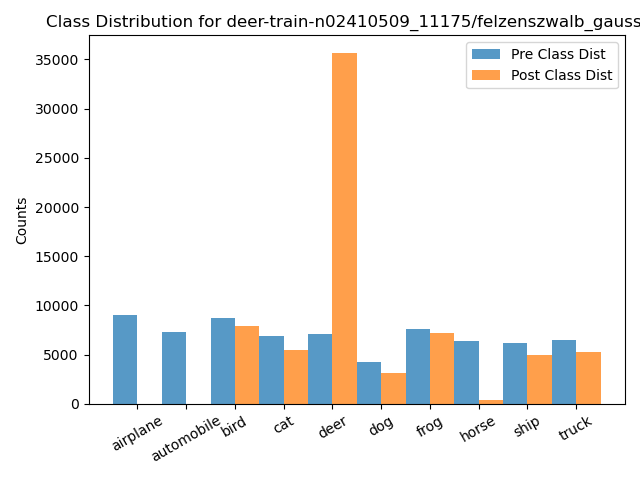 Class Distribution for deer-train-n02410509_11175/felzenszwalb_gauss
Pre Class Dist
Post Class Dist
Counts
35000
30000
25000
20000
15000
10000
5000
0
airplane
automobile
bird
cat
deer
dog
frog
horse
ship
truck